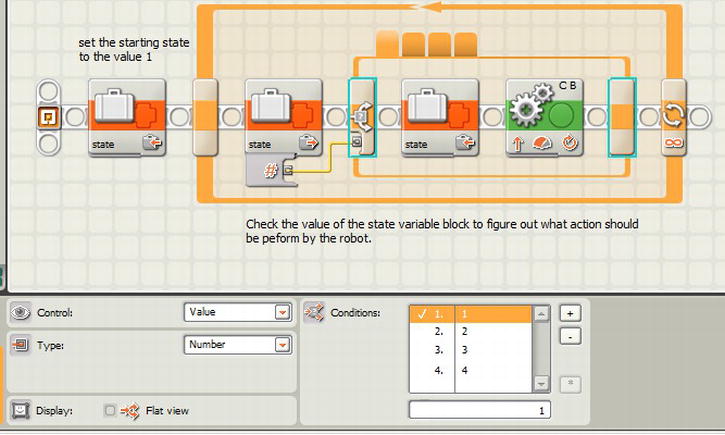 set the starting state
to the value 1
C B
state
state
state
#
Check the value of the state variable block to figure out what action should
be peform by the robot.
Control:
Value
Conditions:
1. 1
2. 2
3. 3
4. 4
+
-
*
Type:
Number
Display:
Flat view
1